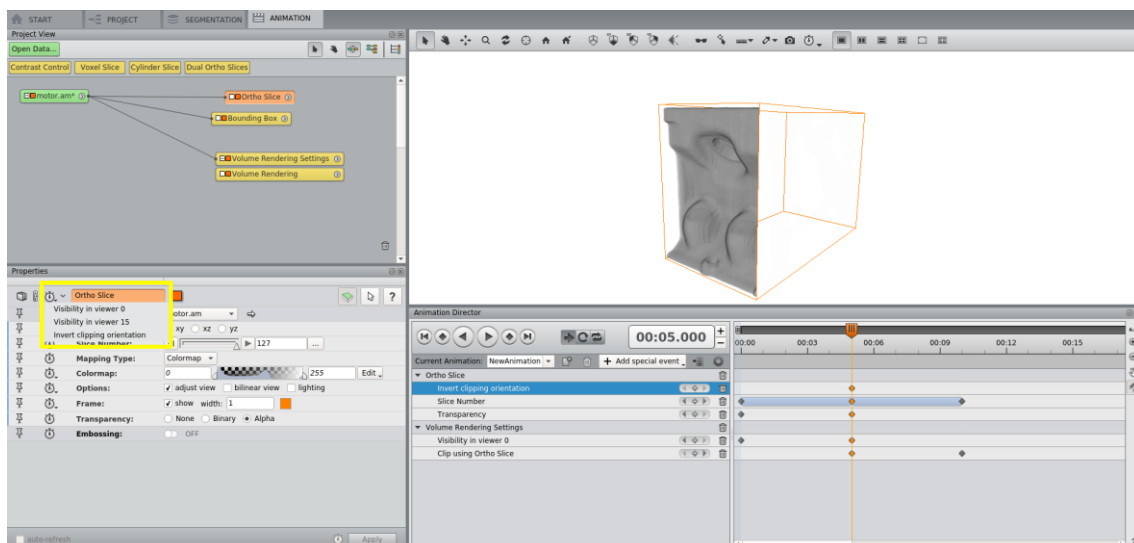 START PROJECT SEGMENTATION ANIMATION
Project View
Open Data...
Contrast Control Voxel Slice Cylinder Slice Dual Ortho Slices
motor.am*
Ortho Slice
Bounding Box
Volume Rendering Settings
Volume Rendering
Properties
Ortho Slice
?
Visibility in viewer 0
motor.am
Visibility in viewer 15
xy xz yz
Invert clipping orientation
Slice Number: 127 ...
Mapping Type: Colormap
Colormap: 0 255 Edit
Options: adjust view bilinear view lighting
Frame: show width: 1
Transparency: None Binary Alpha
Embossing: OFF
auto-refresh Apply
Animation Director
00:05.000 + −
00:00 00:03 00:06 00:09 00:12 00:15
Current Animation: NewAnimation + Add special event
Ortho Slice
Invert clipping orientation
Slice Number
Transparency
Volume Rendering Settings
Visibility in viewer 0
Clip using Ortho Slice